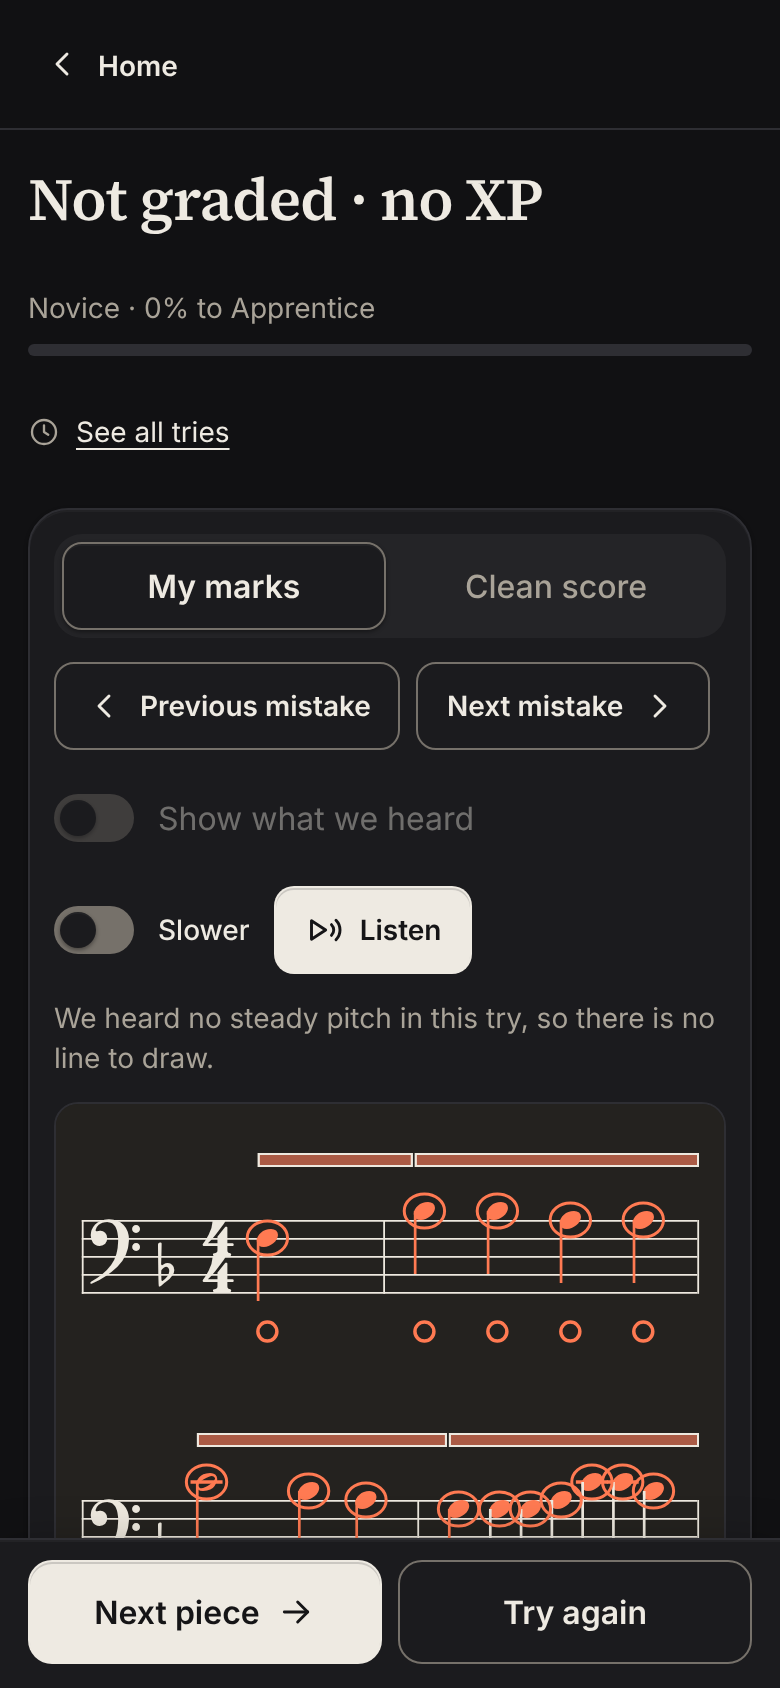 Home
Not graded · no XP
Novice · 0% to Apprentice
See all tries
My marks
Clean score
Previous mistake
Next mistake
Show what we heard
Slower
Listen
We heard no steady pitch in this try, so there is no
line to draw.
4
4
Next piece
Try again